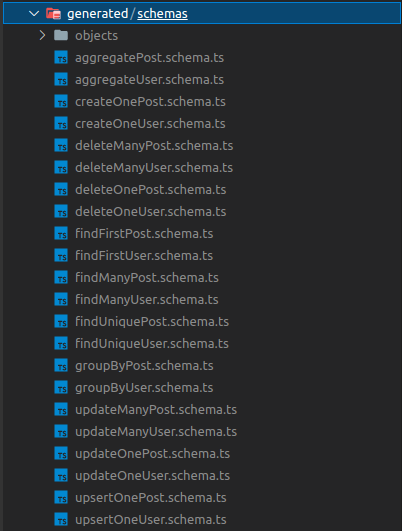 generated/schemas
objects
aggregatePost.schema.ts
aggregateUser.schema.ts
createOnePost.schema.ts
createOneUser.schema.ts
deleteManyPost.schema.ts
deleteManyUser.schema.ts
deleteOnePost.schema.ts
deleteOneUser.schema.ts
findFirstPost.schema.ts
findFirstUser.schema.ts
findManyPost.schema.ts
findManyUser.schema.ts
findUniquePost.schema.ts
findUniqueUser.schema.ts
groupByPost.schema.ts
groupByUser.schema.ts
updateManyPost.schema.ts
updateManyUser.schema.ts
updateOnePost.schema.ts
updateOneUser.schema.ts
upsertOnePost.schema.ts
upsertOneUser.schema.ts